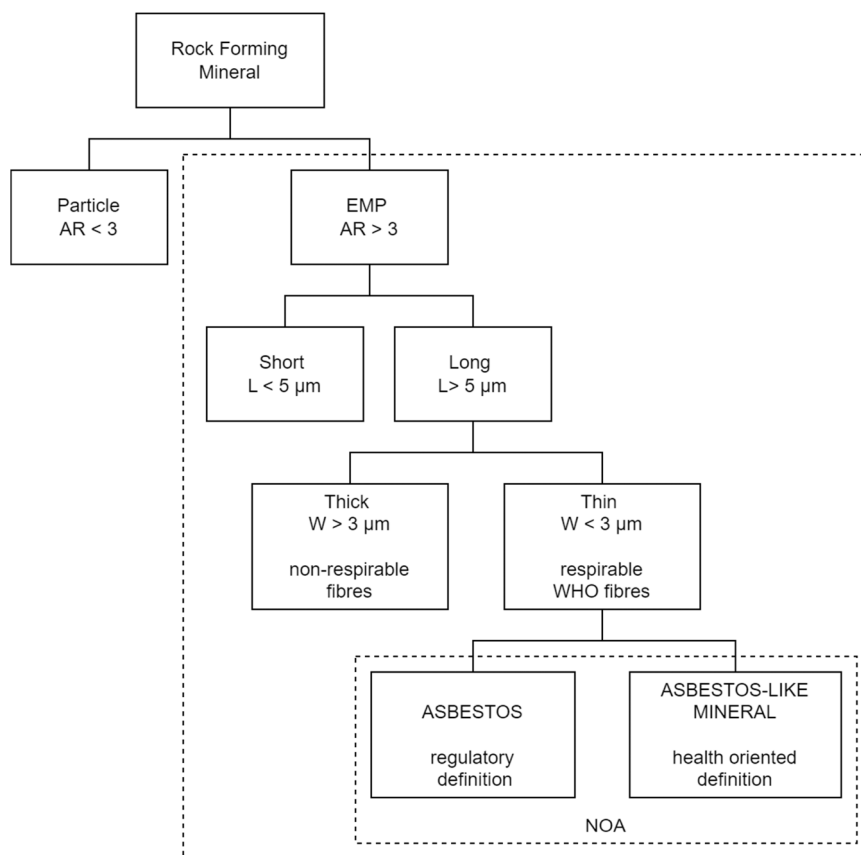 Rock Forming
Mineral
Particle
AR < 3
EMP
AR > 3
Short
L < 5 µm
Long
L> 5 µm
Thick
W > 3 µm
non-respirable
fibres
Thin
W < 3 µm
respirable
WHO fibres
ASBESTOS
regulatory
definition
ASBESTOS-LIKE
MINERAL
health oriented
definition
NOA